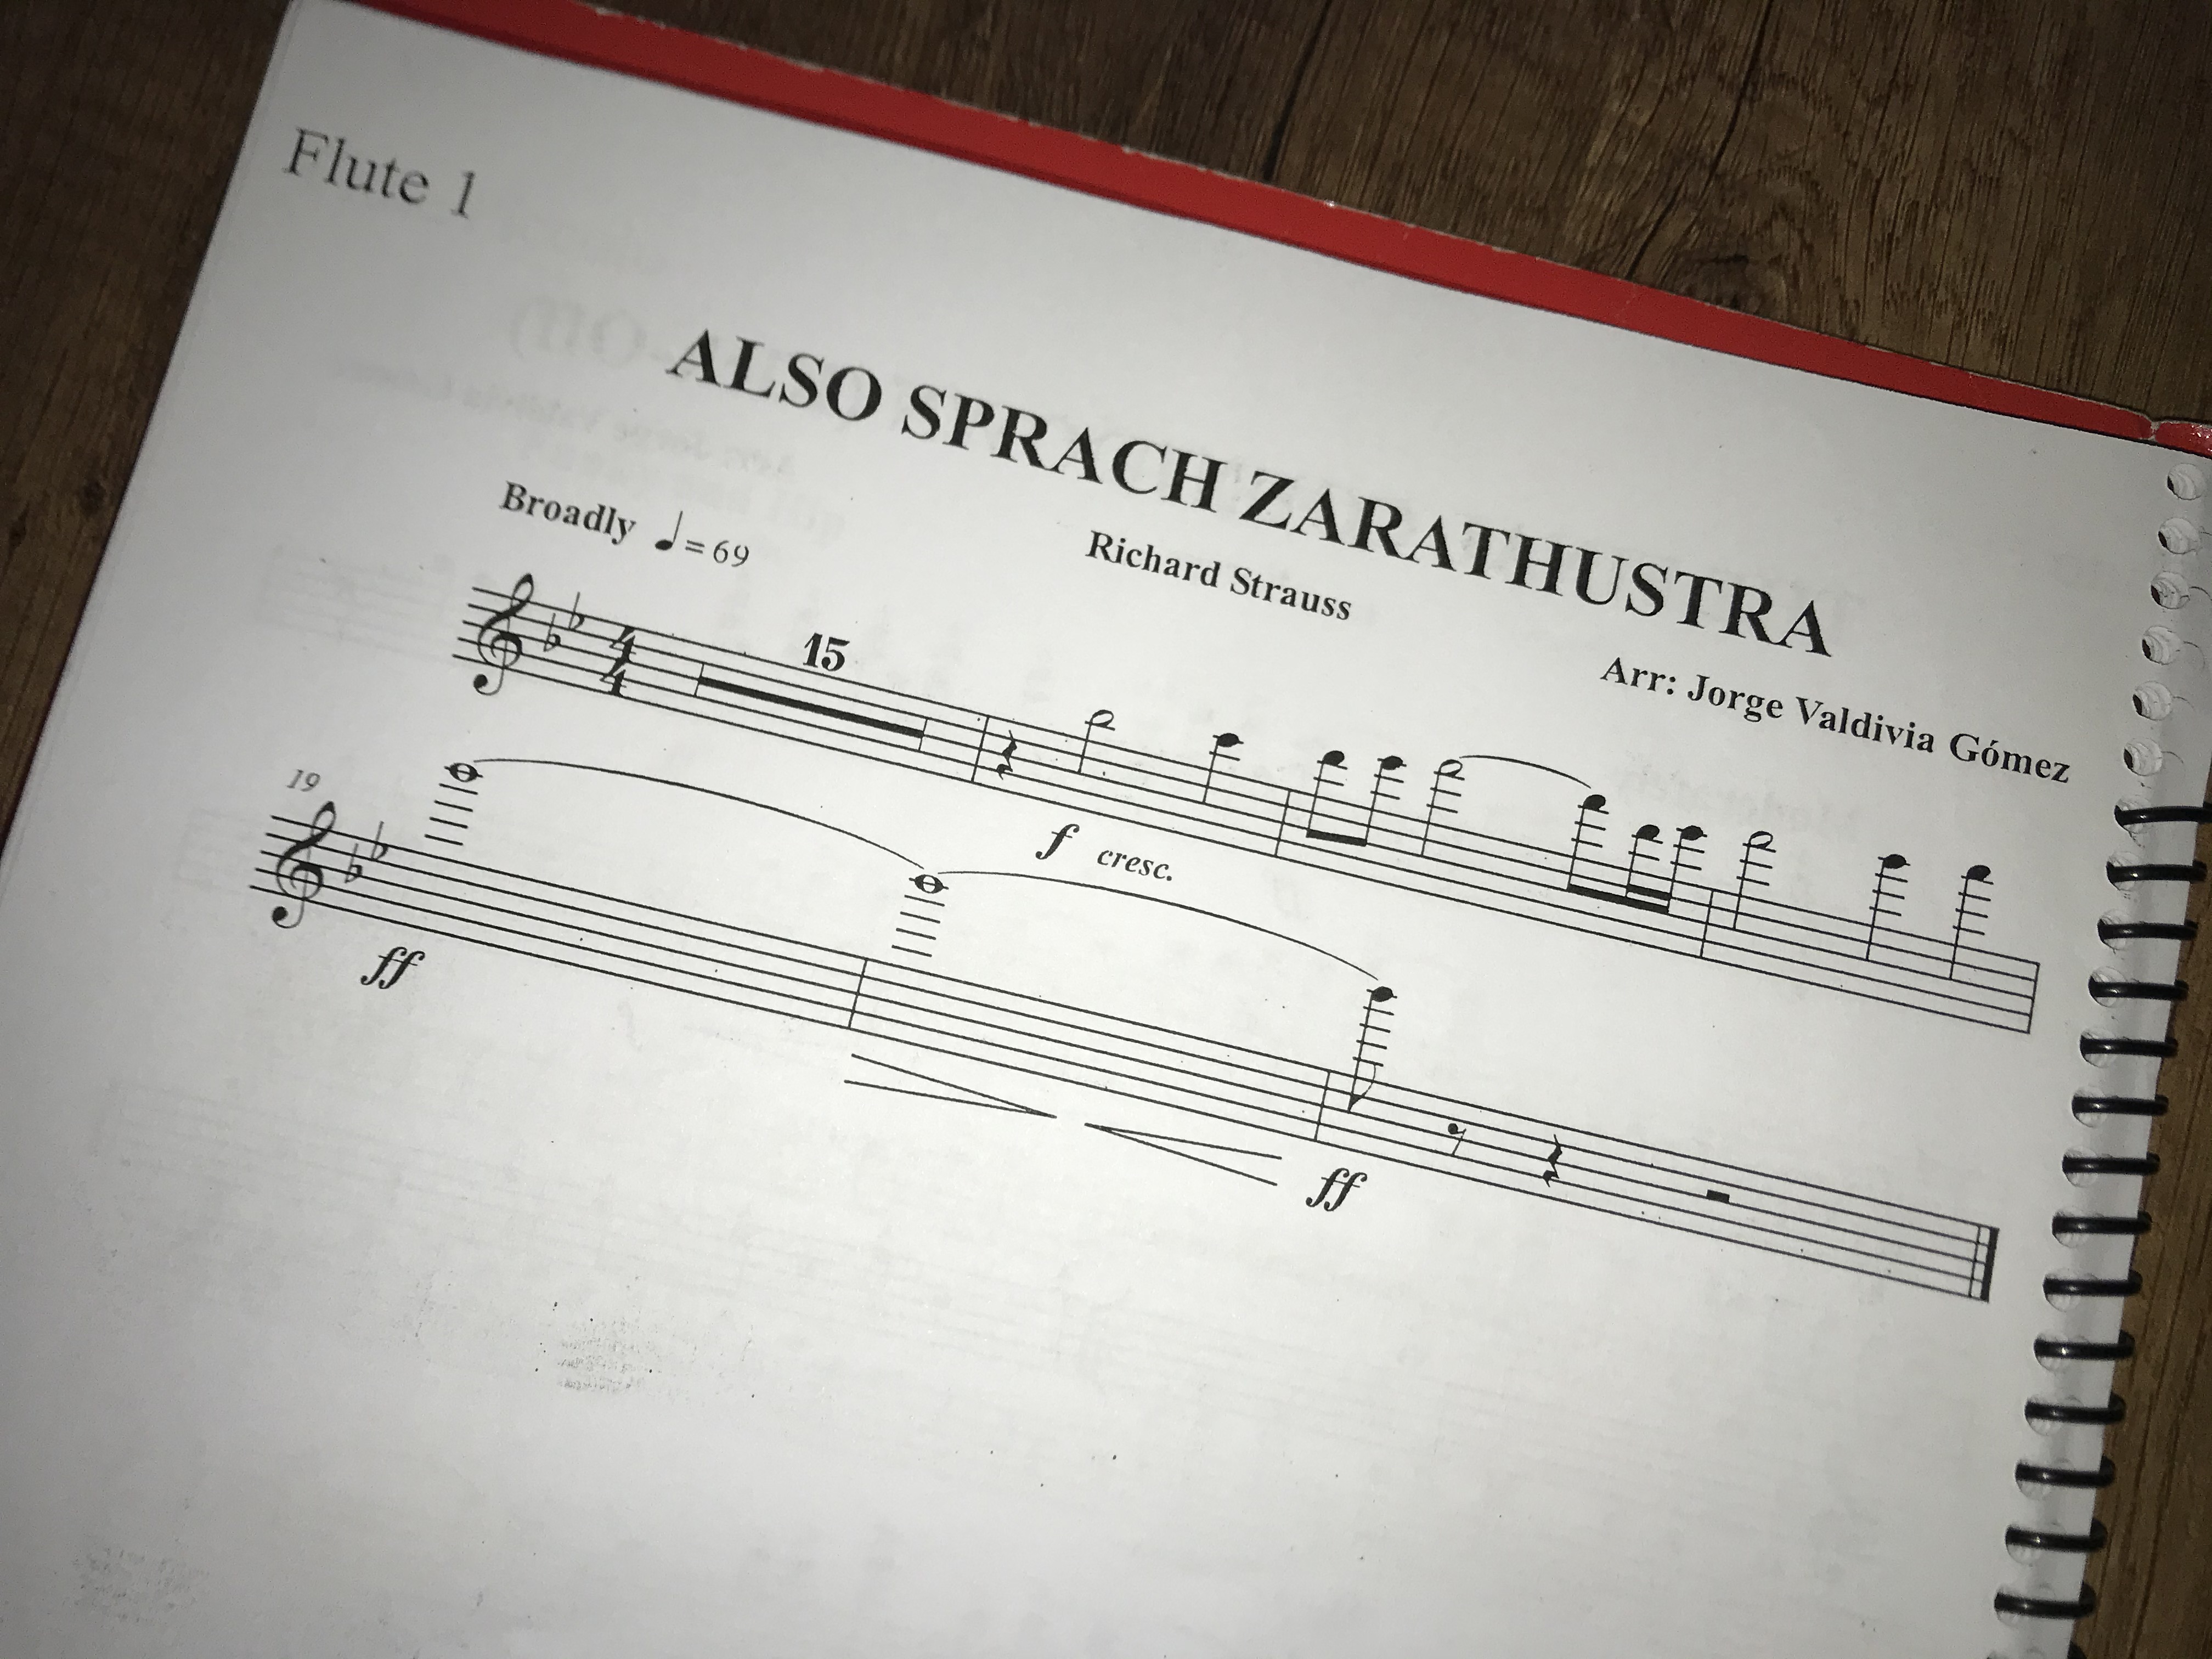 Flute 1
ALSO SPRACH ZARATHUSTRA
Richard Strauss
Arr: Jorge Valdivia Gómez
Broadly ♩ = 69
4/4
15
f cresc.
19
ff
ff